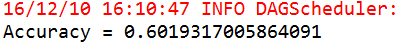 16/12/10 16:10:47 INFO DAGScheduler:
Accuracy = 0.6019317005864091